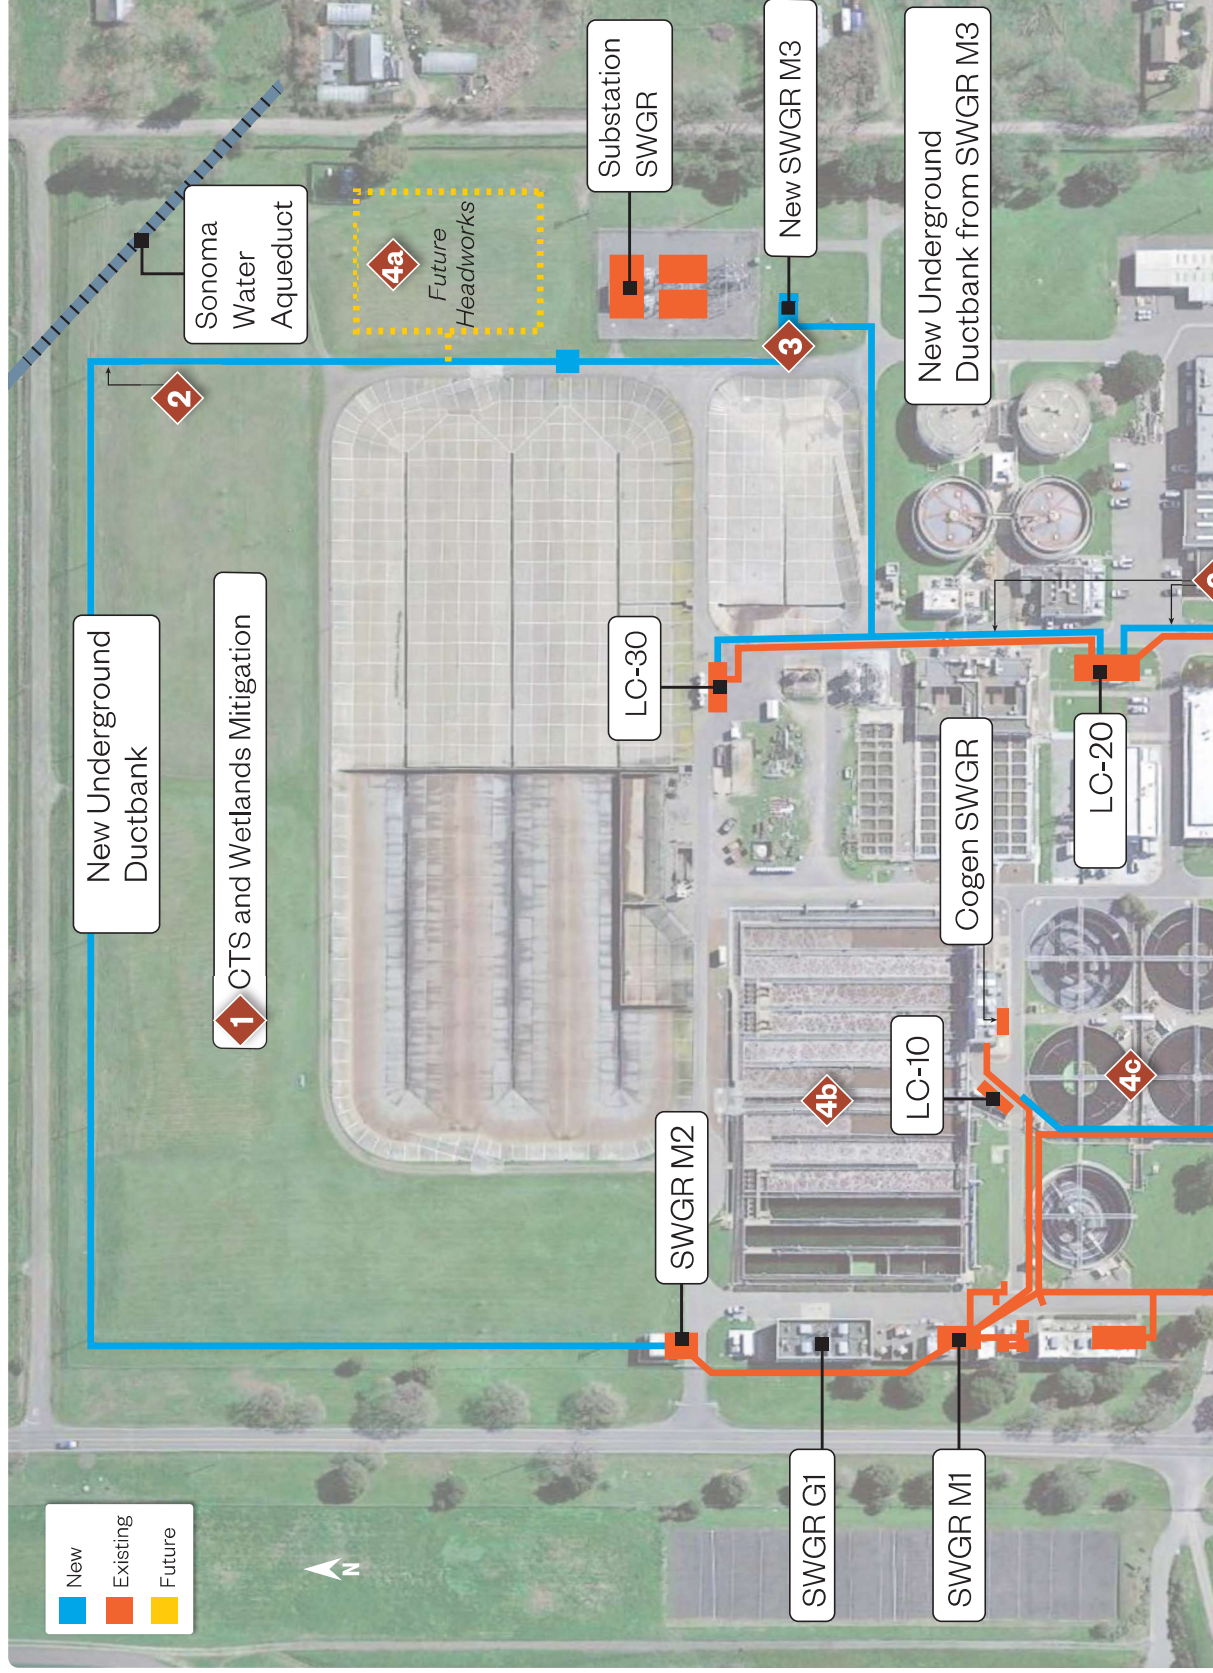 New
Existing
Future
N
New Underground
Ductbank
1 CTS and Wetlands Mitigation
2
Sonoma
Water
Aqueduct
4a
Future
Headworks
Substation
SWGR
New SWGR M3
3
New Underground
Ductbank from SWGR M3
LC-30
LC-20
Cogen SWGR
LC-10
4b
4c
SWGR M2
SWGR G1
SWGR M1